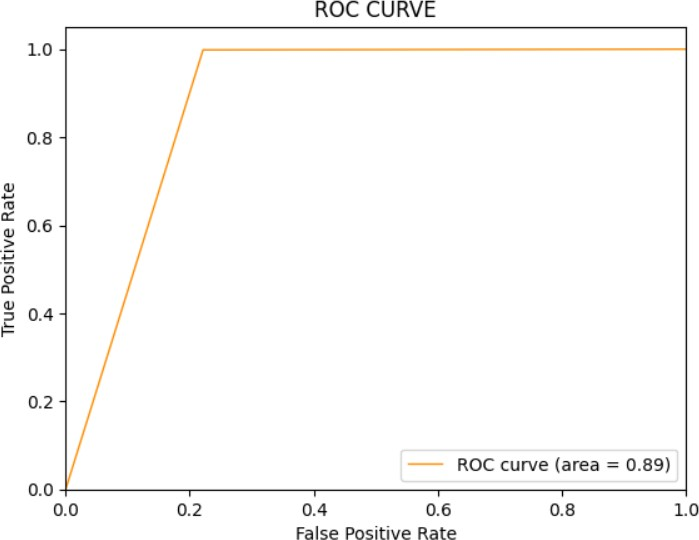 ROC CURVE
True Positive Rate
1.0
0.8
0.6
0.4
0.2
0.0
ROC curve (area = 0.89)
0.0 0.2 0.4 0.6 0.8 1.0
False Positive Rate